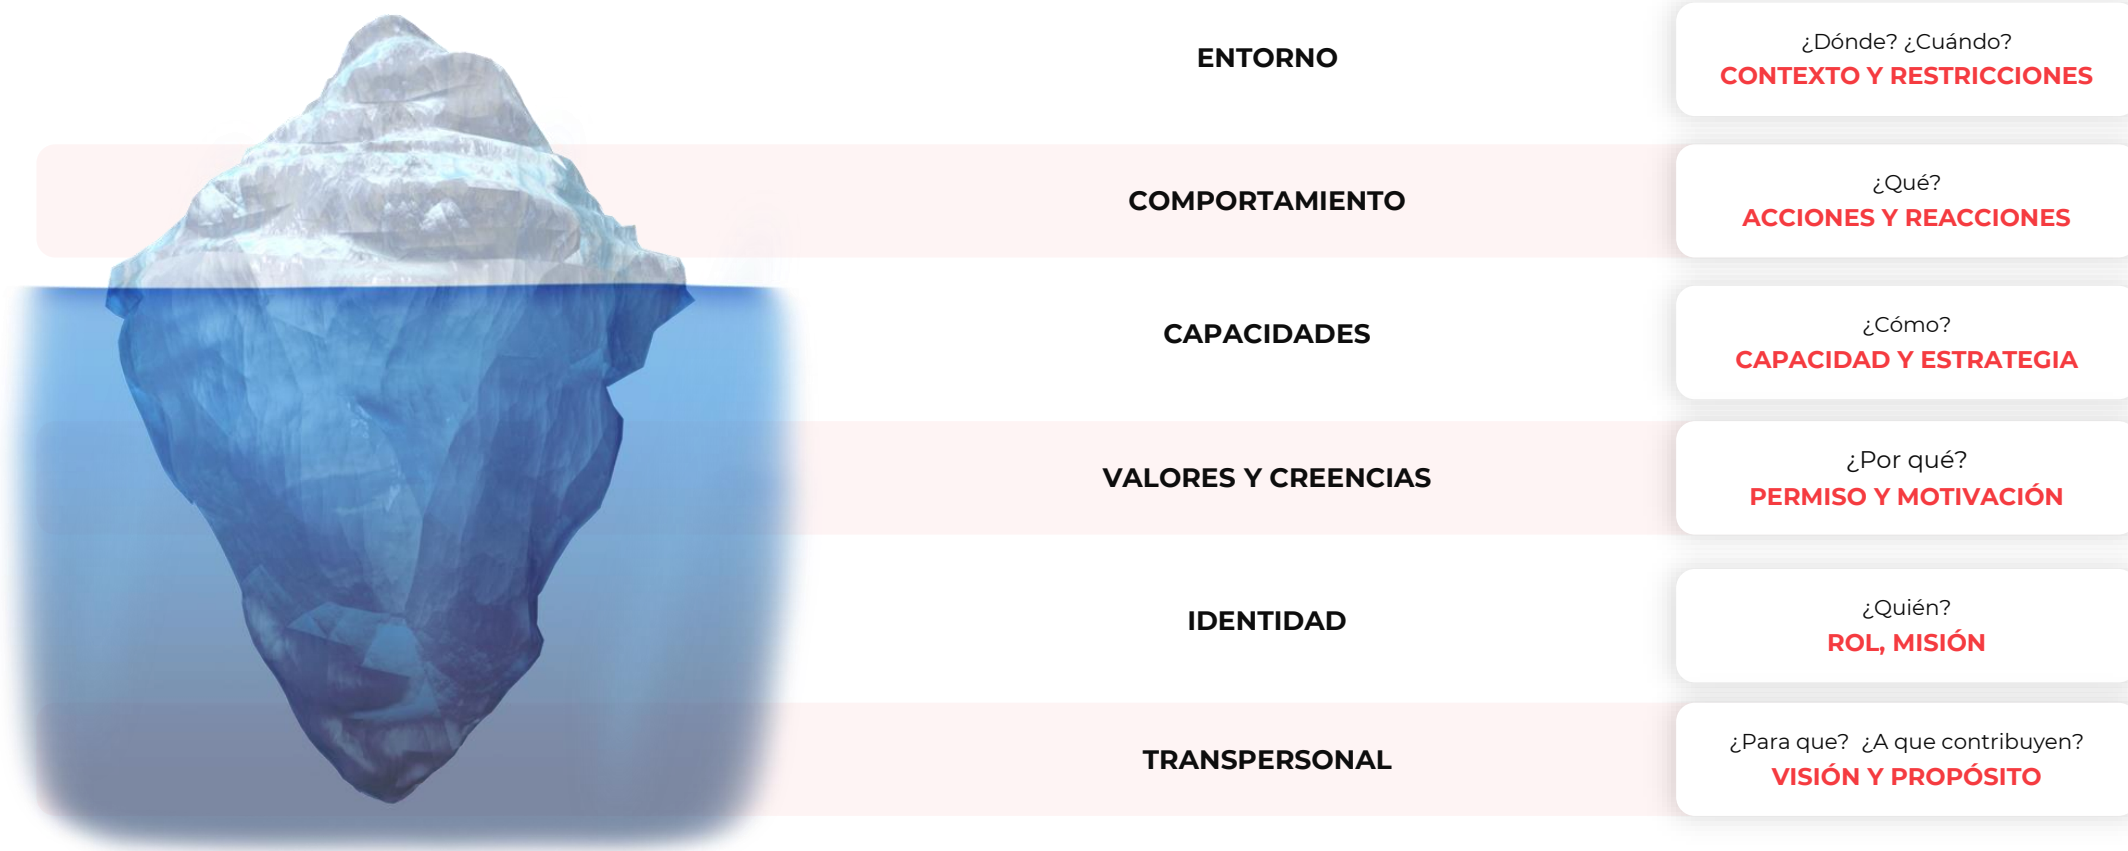 ENTORNO
¿Dónde? ¿Cuándo?
CONTEXTO Y RESTRICCIONES
COMPORTAMIENTO
¿Qué?
ACCIONES Y REACCIONES
CAPACIDADES
¿Cómo?
CAPACIDAD Y ESTRATEGIA
VALORES Y CREENCIAS
¿Por qué?
PERMISO Y MOTIVACIÓN
IDENTIDAD
¿Quién?
ROL, MISIÓN
TRANSPERSONAL
¿Para que? ¿A que contribuyen?
VISIÓN Y PROPÓSITO